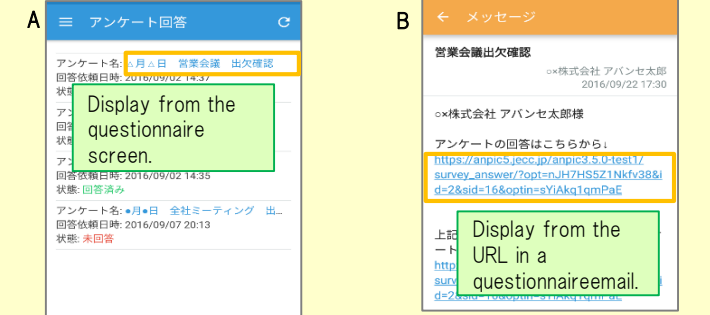 A
アンケート回答
アンケート名: △月△日 営業会議 出欠確認
回答依頼日時: 2016/09/02 14:37
Display from the
questionnaire
screen.
回答依頼日時: 2016/09/02 14:35
状態: 回答済み
アンケート名: ●月●日 全社ミーティング 出...
回答依頼日時: 2016/09/07 20:13
状態: 未回答
B
メッセージ
営業会議出欠確認
○×株式会社 アバンセ太郎
2016/09/22 17:30
○×株式会社 アバンセ太郎様
アンケートの回答はこちらから↓
https://anpic5.jecc.jp/anpic3.5.0-test1/
survey_answer/?opt=nJH7HS5Z1Nkfv38&i
d=2&sid=16&optin=sYiAkq1qmPaE
上記
Display from the
URL in a
questionnaireemail.
d=2&sid=16&optin=sYiAkq1qmPaE